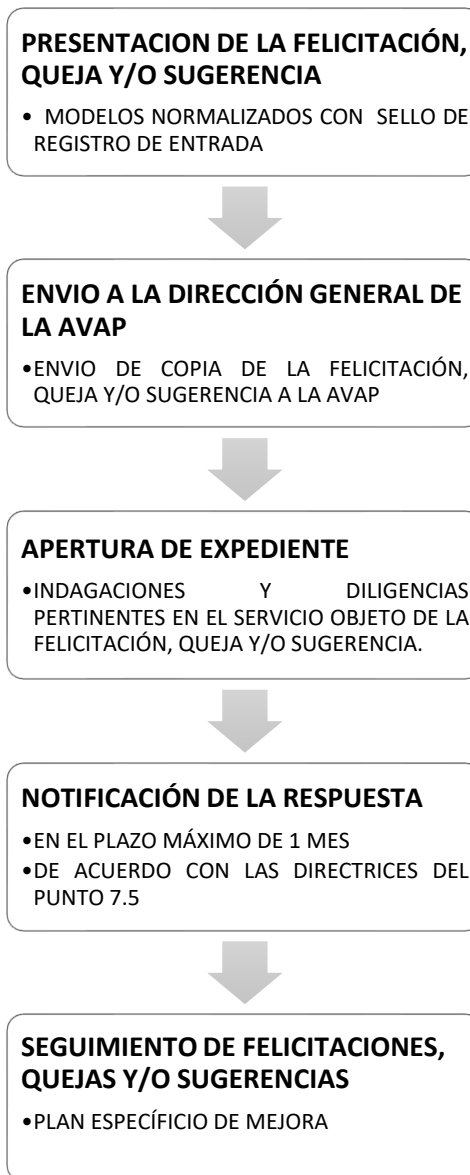 PRESENTACION DE LA FELICITACIÓN,
QUEJA Y/O SUGERENCIA
• MODELOS NORMALIZADOS CON SELLO DE
REGISTRO DE ENTRADA
ENVIO A LA DIRECCIÓN GENERAL DE
LA AVAP
•ENVIO DE COPIA DE LA FELICITACIÓN,
QUEJA Y/O SUGERENCIA A LA AVAP
APERTURA DE EXPEDIENTE
•INDAGACIONES Y DILIGENCIAS
PERTINENTES EN EL SERVICIO OBJETO DE LA
FELICITACIÓN, QUEJA Y/O SUGERENCIA.
NOTIFICACIÓN DE LA RESPUESTA
•EN EL PLAZO MÁXIMO DE 1 MES
•DE ACUERDO CON LAS DIRECTRICES DEL
PUNTO 7.5
SEGUIMIENTO DE FELICITACIONES,
QUEJAS Y/O SUGERENCIAS
•PLAN ESPECÍFICIO DE MEJORA